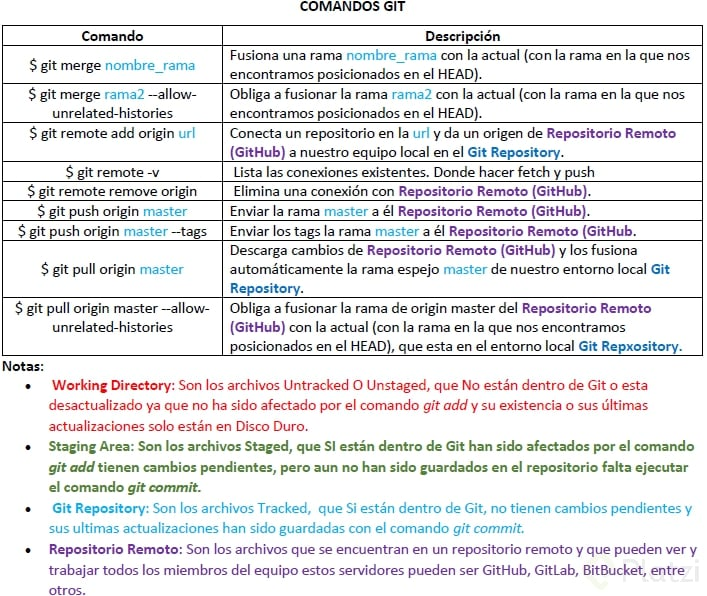 COMANDOS GIT
Comando
Descripción
$ git merge nombre_rama
Fusiona una rama nombre_rama con la actual (con la rama en la que nos
encontramos posicionados en el HEAD).
$ git merge rama2 --allow-
unrelated-histories
Obliga a fusionar la rama rama2 con la actual (con la rama en la que nos
encontramos posicionados en el HEAD).
$ git remote add origin url
Conecta un repositorio en la url y da un origen de Repositorio Remoto
(GitHub) a nuestro equipo local en el Git Repository.
$ git remote -v
Lista las conexiones existentes. Donde hacer fetch y push
$ git remote remove origin
Elimina una conexión con Repositorio Remoto (GitHub).
$ git push origin master
Enviar la rama master a él Repositorio Remoto (GitHub).
$ git push origin master --tags
Enviar los tags la rama master a él Repositorio Remoto (GitHub.
$ git pull origin master
Descarga cambios de Repositorio Remoto (GitHub) y los fusiona
automáticamente la rama espejo master de nuestro entorno local Git
Repository.
$ git pull origin master --allow-
unrelated-histories
Obliga a fusionar la rama de origin master del Repositorio Remoto
(GitHub) con la actual (con la rama en la que nos encontramos
posicionados en el HEAD), que esta en el entorno local Git Repxository.
Notas:
• Working Directory: Son los archivos Untracked O Unstaged, que No están dentro de Git o esta
desactualizado ya que no ha sido afectado por el comando git add y su existencia o sus últimas
actualizaciones solo están en Disco Duro.
• Staging Area: Son los archivos Staged, que SI están dentro de Git han sido afectados por el comando
git add tienen cambios pendientes, pero aun no han sido guardados en el repositorio falta ejecutar
el comando git commit.
• Git Repository: Son los archivos Tracked, que Si están dentro de Git, no tienen cambios pendientes y
sus ultimas actualizaciones han sido guardadas con el comando git commit.
• Repositorio Remoto: Son los archivos que se encuentran en un repositorio remoto y que pueden ver y
trabajar todos los miembros del equipo estos servidores pueden ser GitHub, GitLab, BitBucket, entre
otros.
Platzi